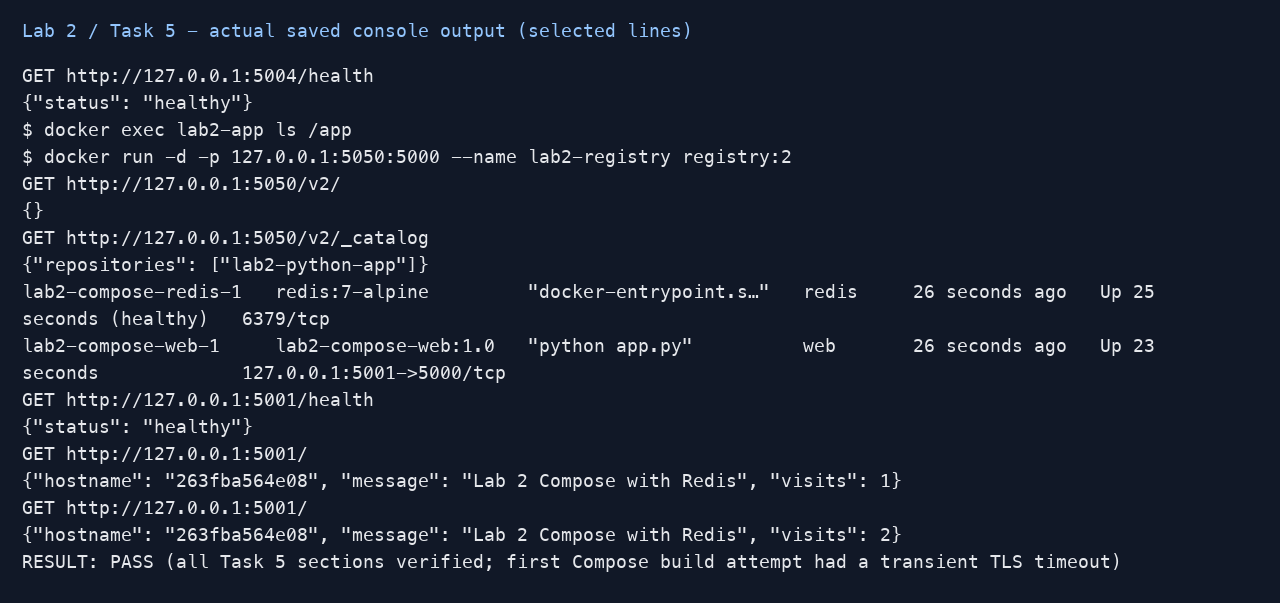 Lab 2 / Task 5 — actual saved console output (selected lines)
GET http://127.0.0.1:5004/health
{"status": "healthy"}
$ docker exec lab2-app ls /app
$ docker run -d -p 127.0.0.1:5050:5000 --name lab2-registry registry:2
GET http://127.0.0.1:5050/v2/
{}
GET http://127.0.0.1:5050/v2/_catalog
{"repositories": ["lab2-python-app"]}
lab2-compose-redis-1   redis:7-alpine         "docker-entrypoint.s…"   redis     26 seconds ago   Up 25
seconds (healthy)   6379/tcp
lab2-compose-web-1     lab2-compose-web:1.0   "python app.py"          web       26 seconds ago   Up 23
seconds             127.0.0.1:5001->5000/tcp
GET http://127.0.0.1:5001/health
{"status": "healthy"}
GET http://127.0.0.1:5001/
{"hostname": "263fba564e08", "message": "Lab 2 Compose with Redis", "visits": 1}
GET http://127.0.0.1:5001/
{"hostname": "263fba564e08", "message": "Lab 2 Compose with Redis", "visits": 2}
RESULT: PASS (all Task 5 sections verified; first Compose build attempt had a transient TLS timeout)